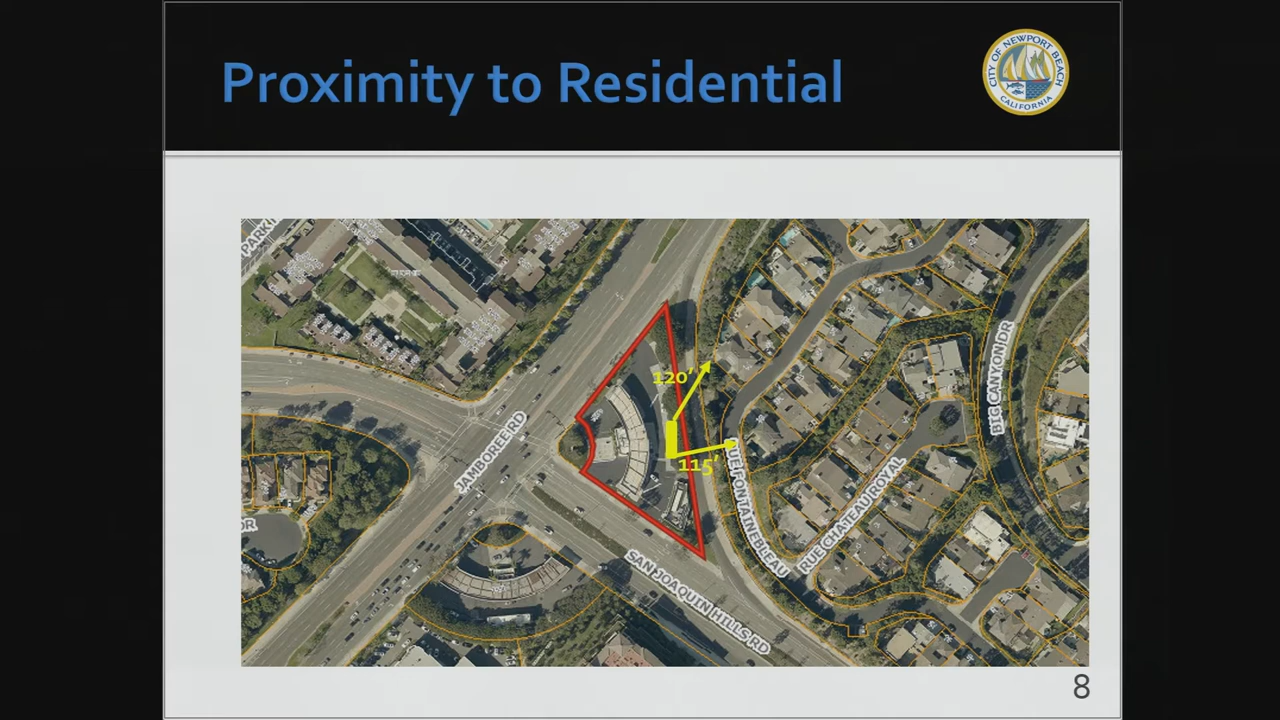 Proximity to Residential
CITY OF NEWPORT BEACH
CALIFORNIA
JAMBOREE RD
120'
115'
RUE FONTAINEBLEAU
RUE CHATEAU ROYAL
BIG CANYON DR
DR
SAN JOAQUIN HILLS RD
8